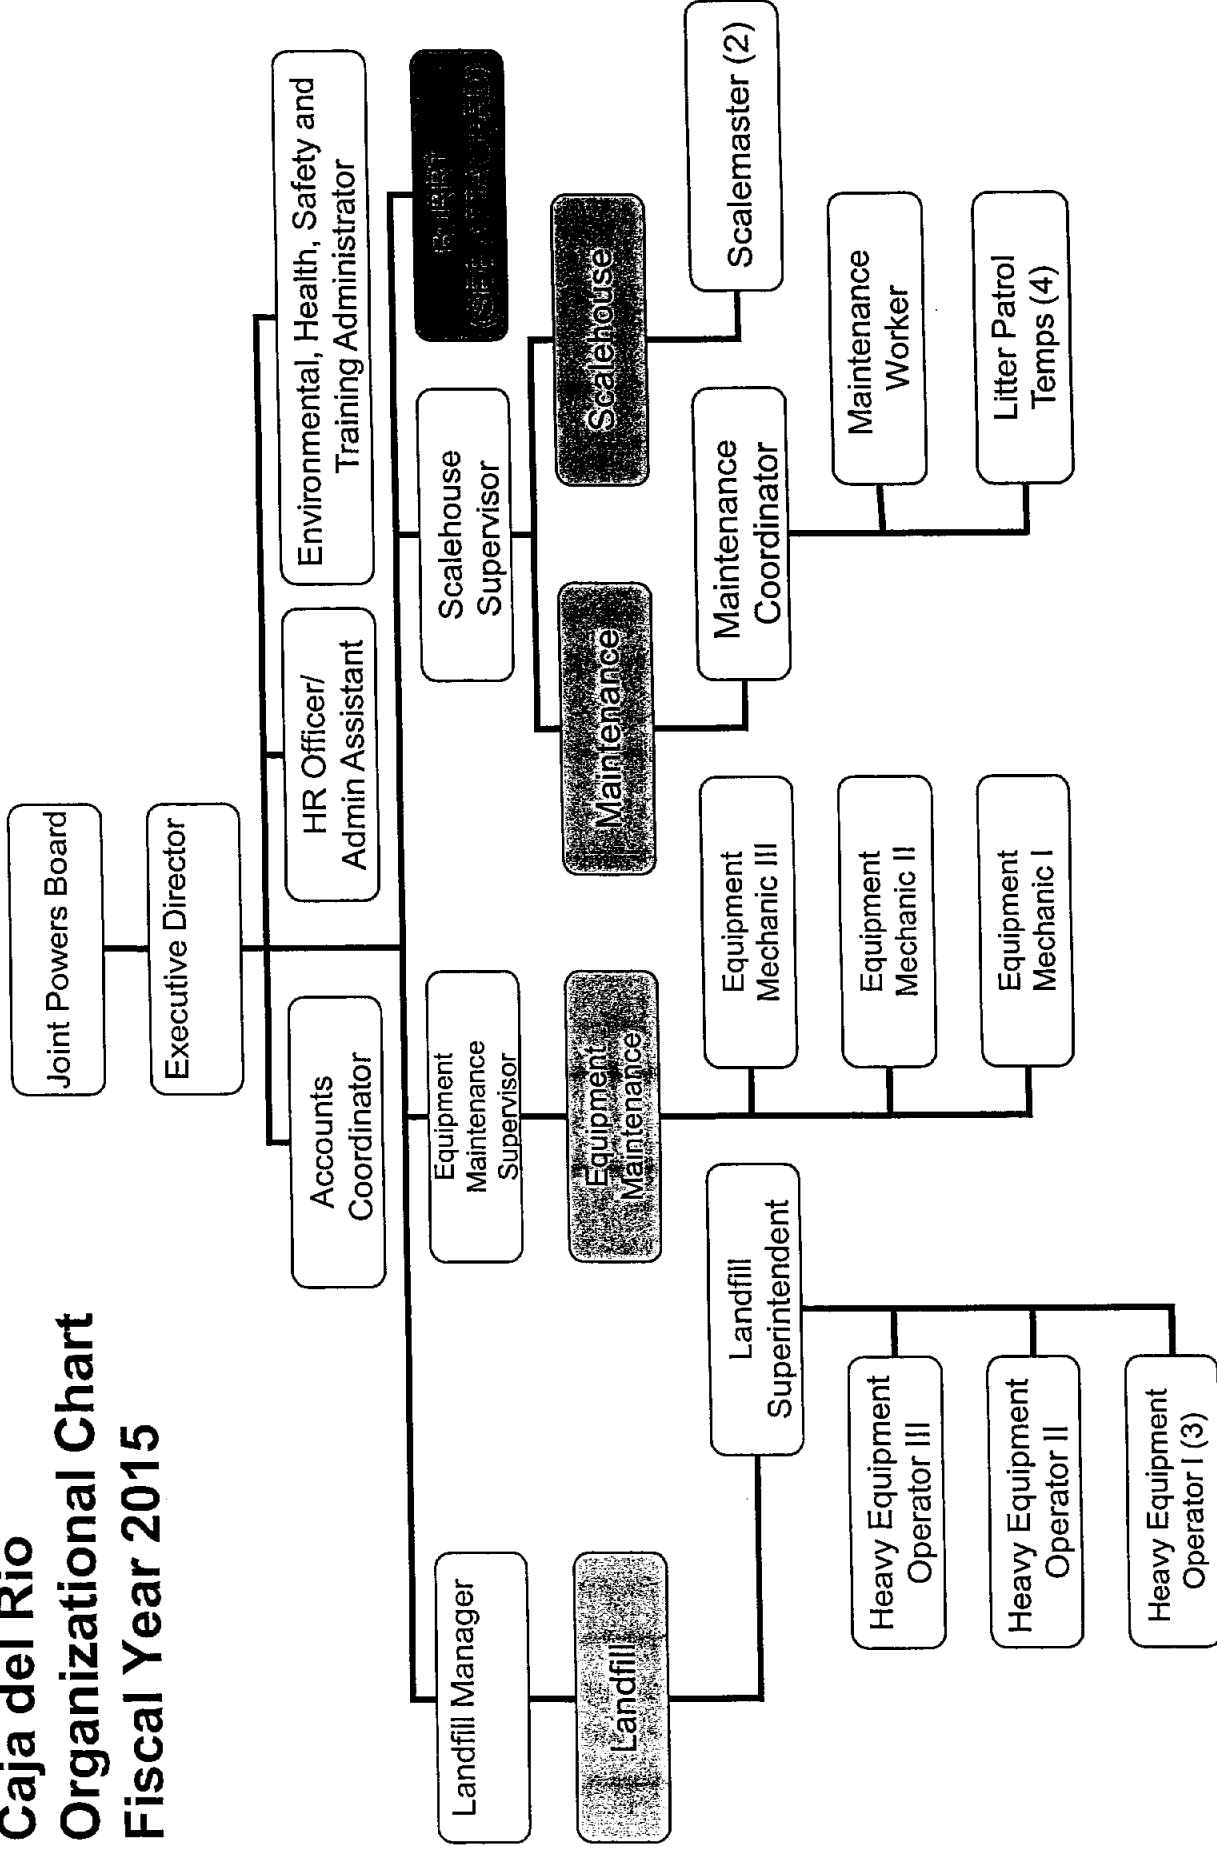 Caja del Rio
Organizational Chart
Fiscal Year 2015
Joint Powers Board
Executive Director
Accounts
Coordinator
HR Officer/
Admin Assistant
Environmental, Health, Safety and
Training Administrator
Landfill Manager
Equipment
Maintenance
Supervisor
Scalehouse
Supervisor
BuRRT
(SEE ATTACHED)
Landfill
Equipment
Maintenance
Maintenance
Scalehouse
Landfill
Superintendent
Equipment
Mechanic III
Maintenance
Coordinator
Scalemaster (2)
Heavy Equipment
Operator III
Equipment
Mechanic II
Maintenance
Worker
Heavy Equipment
Operator II
Equipment
Mechanic I
Litter Patrol
Temps (4)
Heavy Equipment
Operator I (3)